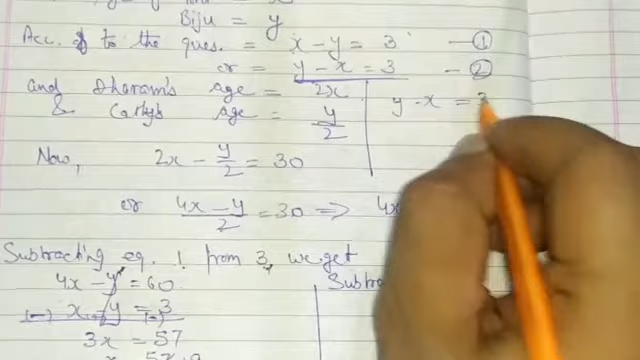 Biju = y
Acc. to the ques. = x - y = 3 — ①
or = y - x = 3 — ②
and Dharam's age = 2x
& Cathy's age = y/2
y - x = 3
Now, 2x - y/2 = 30
or (4x - y)/2 = 30 => 4x
Subtracting eq. 1 from 3, we get
4x - y = 60
(-) x - y = 3 (-)
3x = 57